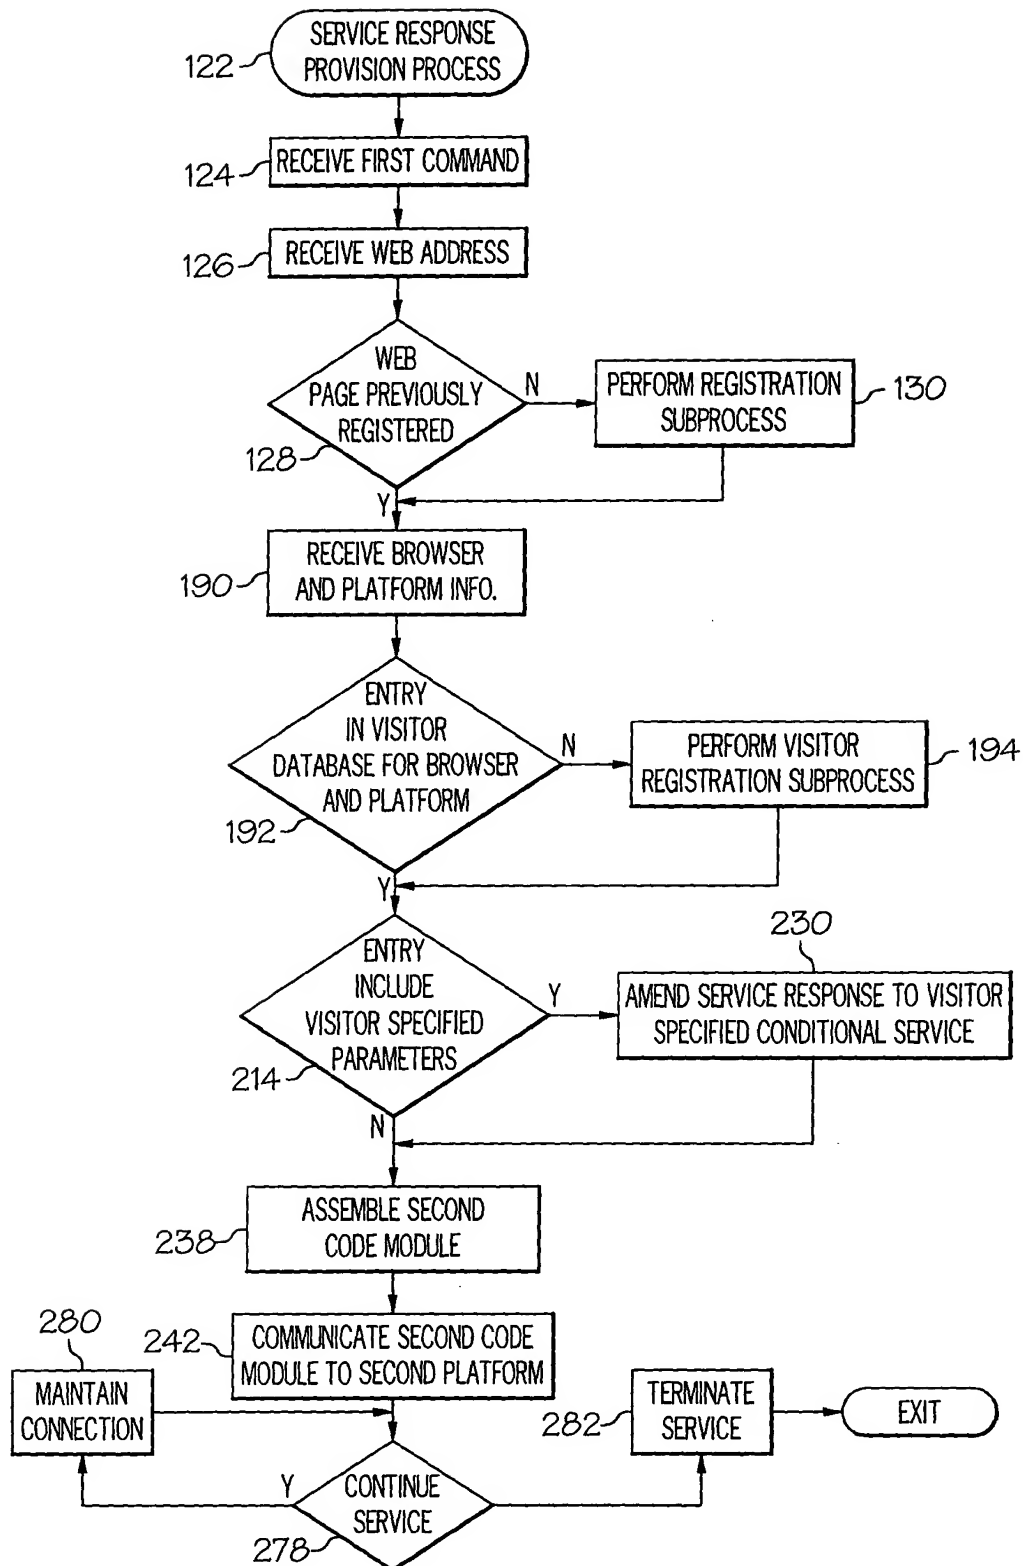 SERVICE RESPONSE
PROVISION PROCESS
122
RECEIVE FIRST COMMAND
124
RECEIVE WEB ADDRESS
126
WEB
PAGE PREVIOUSLY
REGISTERED
128
N
PERFORM REGISTRATION
SUBPROCESS
130
Y
RECEIVE BROWSER
AND PLATFORM INFO.
190
ENTRY
IN VISITOR
DATABASE FOR BROWSER
AND PLATFORM
192
N
PERFORM VISITOR
REGISTRATION SUBPROCESS
194
Y
ENTRY
INCLUDE
VISITOR SPECIFIED
PARAMETERS
214
Y
230
AMEND SERVICE RESPONSE TO VISITOR
SPECIFIED CONDITIONAL SERVICE
N
ASSEMBLE SECOND
CODE MODULE
238
COMMUNICATE SECOND CODE
MODULE TO SECOND PLATFORM
242
280
MAINTAIN
CONNECTION
Y
CONTINUE
SERVICE
278
TERMINATE
SERVICE
282
EXIT